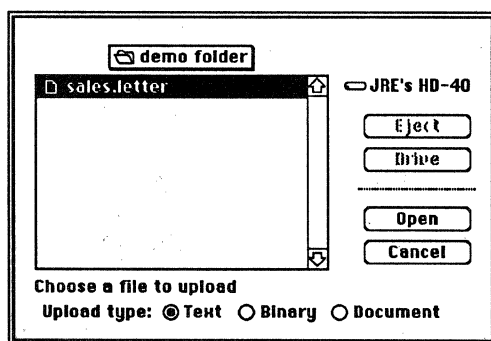 demo folder
sales.letter
JRE's HD-40
Eject
Drive
Open
Cancel
Choose a file to upload
Upload type: Text Binary Document